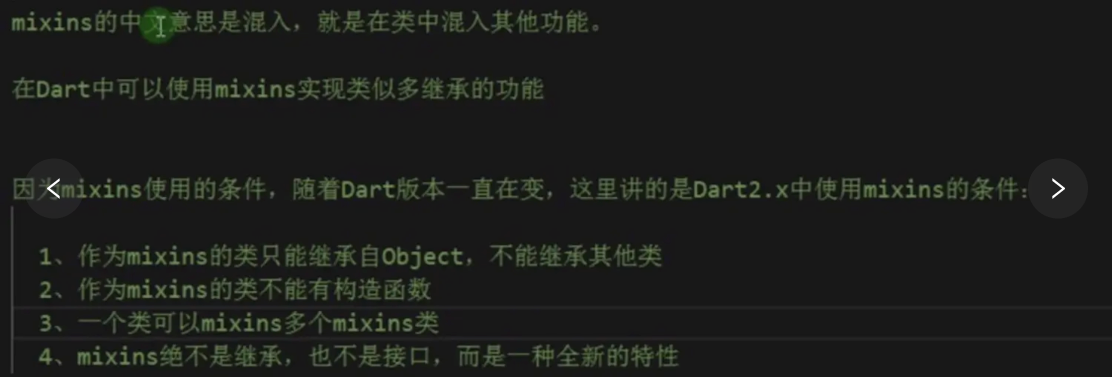 mixins的中文意思是混入，就是在类中混入其他功能。
在Dart中可以使用mixins实现类似多继承的功能
因为mixins使用的条件，随着Dart版本一直在变，这里讲的是Dart2.x中使用mixins的条件：
1、作为mixins的类只能继承自Object，不能继承其他类
2、作为mixins的类不能有构造函数
3、一个类可以mixins多个mixins类
4、mixins绝不是继承，也不是接口，而是一种全新的特性